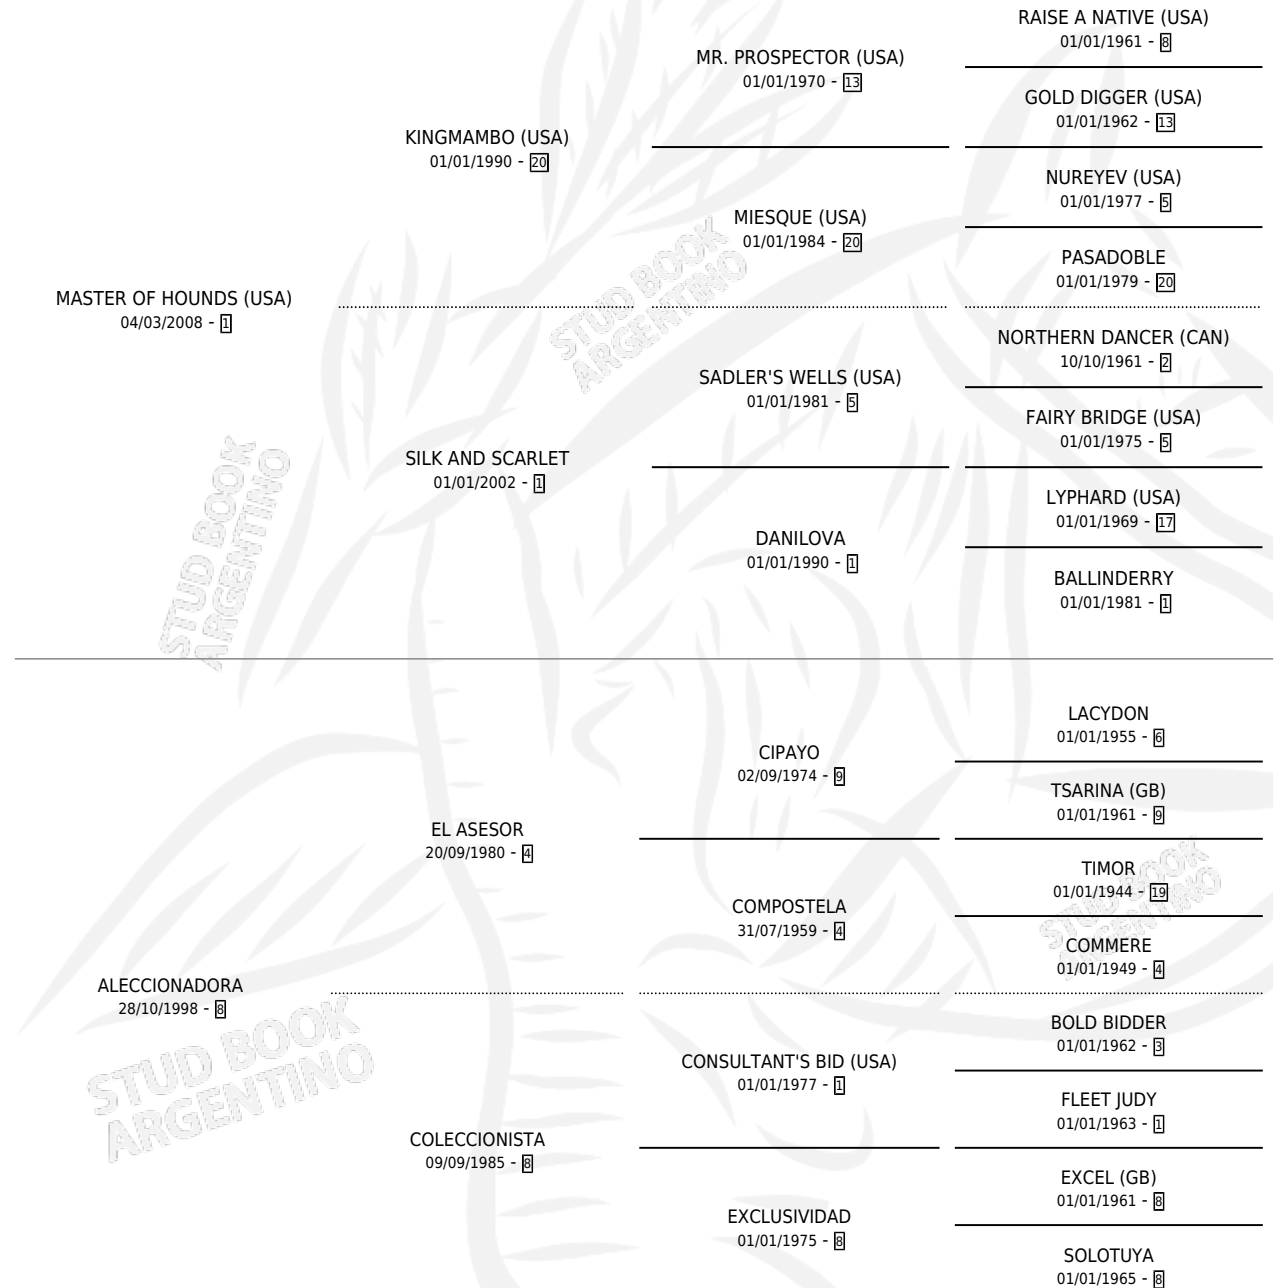 RAISE A NATIVE (USA)
01/01/1961 - 8
MR. PROSPECTOR (USA)
01/01/1970 - 13
GOLD DIGGER (USA)
01/01/1962 - 13
KINGMAMBO (USA)
01/01/1990 - 20
NUREYEV (USA)
01/01/1977 - 5
MIESQUE (USA)
01/01/1984 - 20
PASADOBLE
01/01/1979 - 20
MASTER OF HOUNDS (USA)
04/03/2008 - 1
NORTHERN DANCER (CAN)
10/10/1961 - 2
SADLER'S WELLS (USA)
01/01/1981 - 5
FAIRY BRIDGE (USA)
01/01/1975 - 5
SILK AND SCARLET
01/01/2002 - 1
LYPHARD (USA)
01/01/1969 - 17
DANILOVA
01/01/1990 - 1
BALLINDERRY
01/01/1981 - 1
LACYDON
01/01/1955 - 6
CIPAYO
02/09/1974 - 9
TSARINA (GB)
01/01/1961 - 9
EL ASESOR
20/09/1980 - 4
TIMOR
01/01/1944 - 19
COMPOSTELA
31/07/1959 - 4
COMMERE
01/01/1949 - 4
ALECCIONADORA
28/10/1998 - 8
BOLD BIDDER
01/01/1962 - 3
CONSULTANT'S BID (USA)
01/01/1977 - 1
FLEET JUDY
01/01/1963 - 1
COLECCIONISTA
09/09/1985 - 8
EXCEL (GB)
01/01/1961 - 8
EXCLUSIVIDAD
01/01/1975 - 8
SOLOTUYA
01/01/1965 - 8
STUD BOOK
ARGENTINO
STUD BOOK
ARGENTINO
STUD BOOK
ARGENTINO
STUD BOOK
ARGENTINO